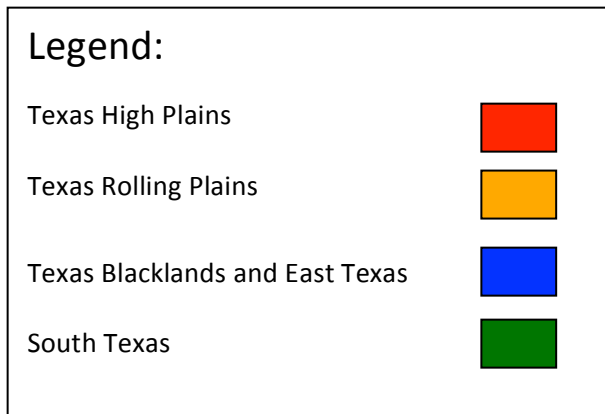 Legend:
Texas High Plains
Texas Rolling Plains
Texas Blacklands and East Texas
South Texas